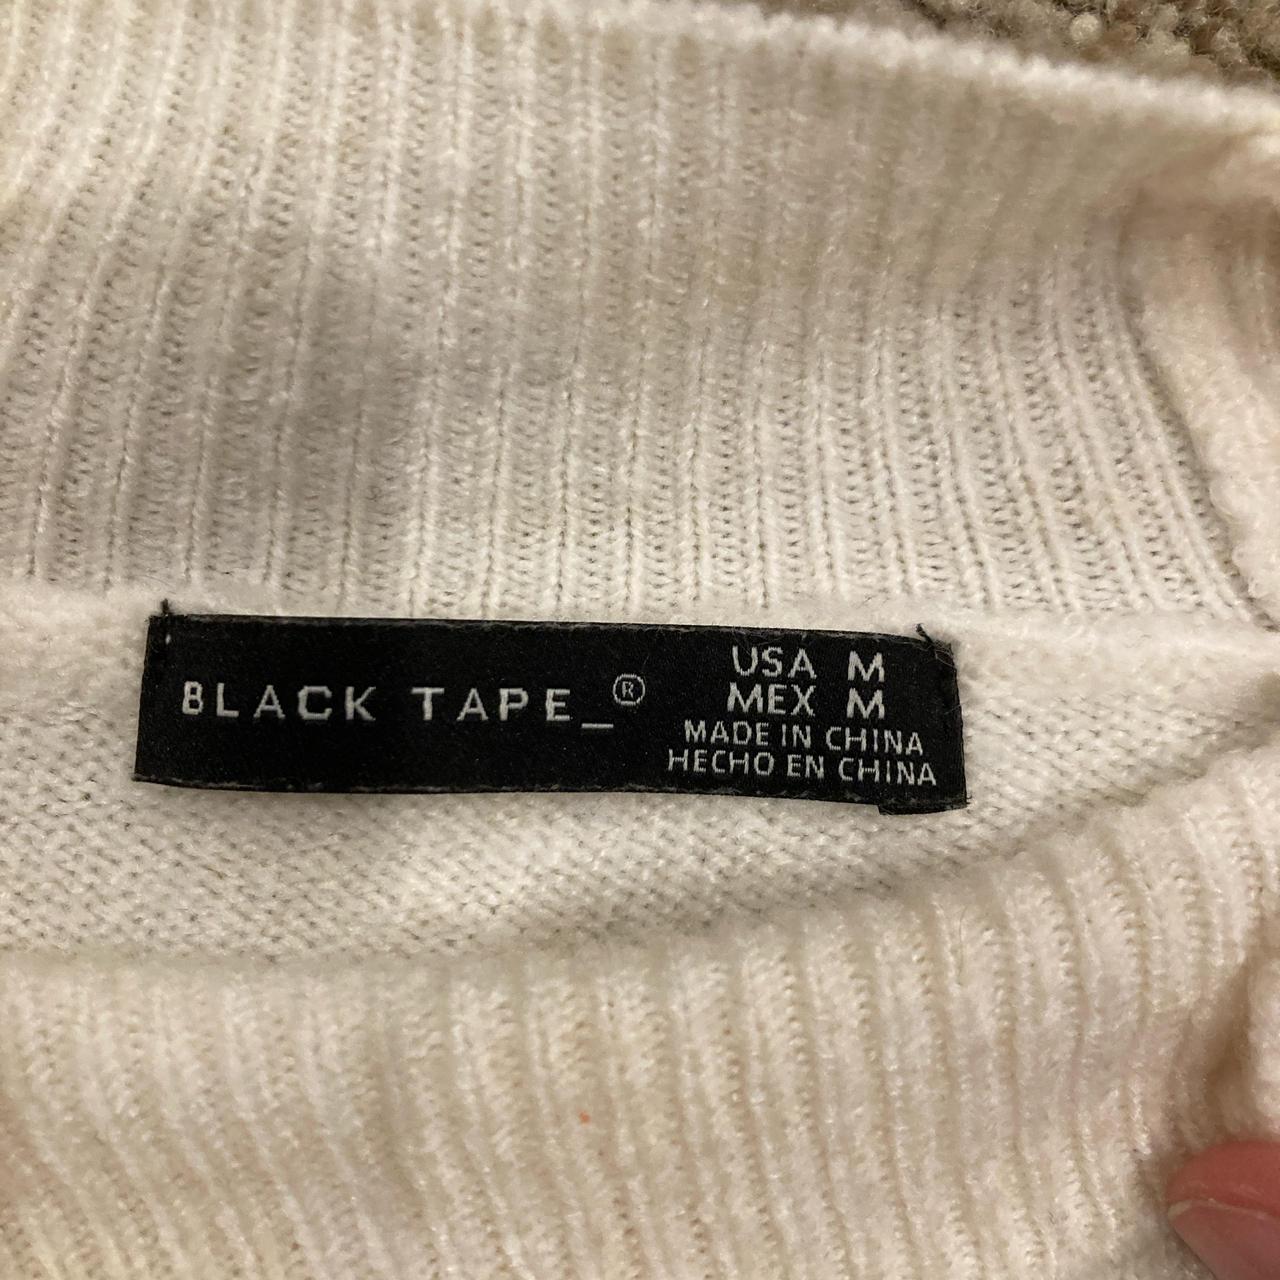 BLACK TAPE_®
USA M
MEX M
MADE IN CHINA
HECHO EN CHINA